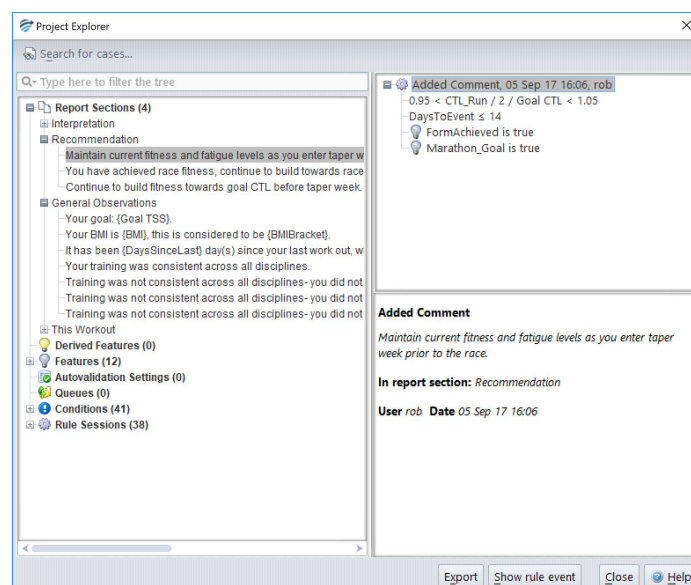 Project Explorer
Search for cases...
Type here to filter the tree
Report Sections (4)
Interpretation
Recommendation
Maintain current fitness and fatigue levels as you enter taper w
You have achieved race fitness, continue to build towards race
Continue to build fitness towards goal CTL before taper week.
General Observations
Your goal: {Goal TSS}.
Your BMI is {BMI}, this is considered to be {BMIBracket}.
It has been {DaysSinceLast} day(s) since your last work out, w
Your training was consistent across all disciplines.
Training was not consistent across all disciplines- you did not
Training was not consistent across all disciplines- you did not
Training was not consistent across all disciplines- you did not
This Workout
Derived Features (0)
Features (12)
Autovalidation Settings (0)
Queues (0)
Conditions (41)
Rule Sessions (38)
Added Comment, 05 Sep 17 16:06, rob
0.95 < CTL_Run / 2 / Goal CTL < 1.05
DaysToEvent ≤ 14
FormAchieved is true
Marathon_Goal is true
Added Comment
Maintain current fitness and fatigue levels as you enter taper
week prior to the race.
In report section: Recommendation
User rob Date 05 Sep 17 16:06
Export Show rule event Close Help